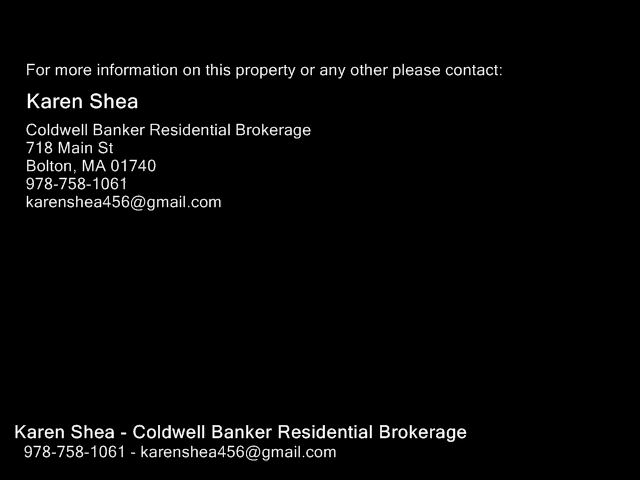 For more information on this property or any other please contact:
Karen Shea
Coldwell Banker Residential Brokerage
718 Main St
Bolton, MA 01740
978-758-1061
karenshea456@gmail.com
Karen Shea - Coldwell Banker Residential Brokerage
978-758-1061 - karenshea456@gmail.com